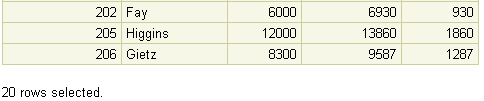 202 Fay 6000 6930 930
205 Higgins 12000 13860 1860
206 Gietz 8300 9587 1287
20 rows selected.